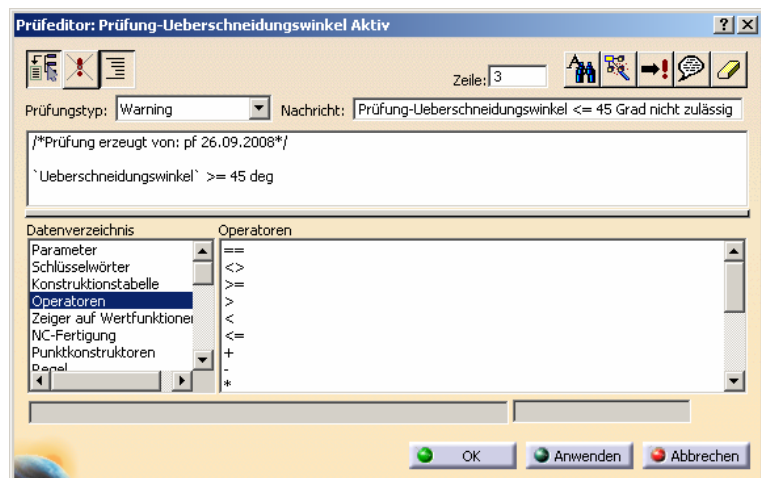 Prüfeditor: Prüfung-Ueberschneidungswinkel Aktiv
Zeile: 3
Prüfungstyp: Warning Nachricht: Prüfung-Ueberschneidungswinkel <= 45 Grad nicht zulässig
/*Prüfung erzeugt von: pf 26.09.2008*/
`Ueberschneidungswinkel` >= 45 deg
Datenverzeichnis Operatoren
Parameter ==
Schlüsselwörter <>
Konstruktionstabelle >=
Operatoren >
Zeiger auf Wertfunktionen <
NC-Fertigung <=
Punktkonstruktoren +
Regel -
*
OK Anwenden Abbrechen